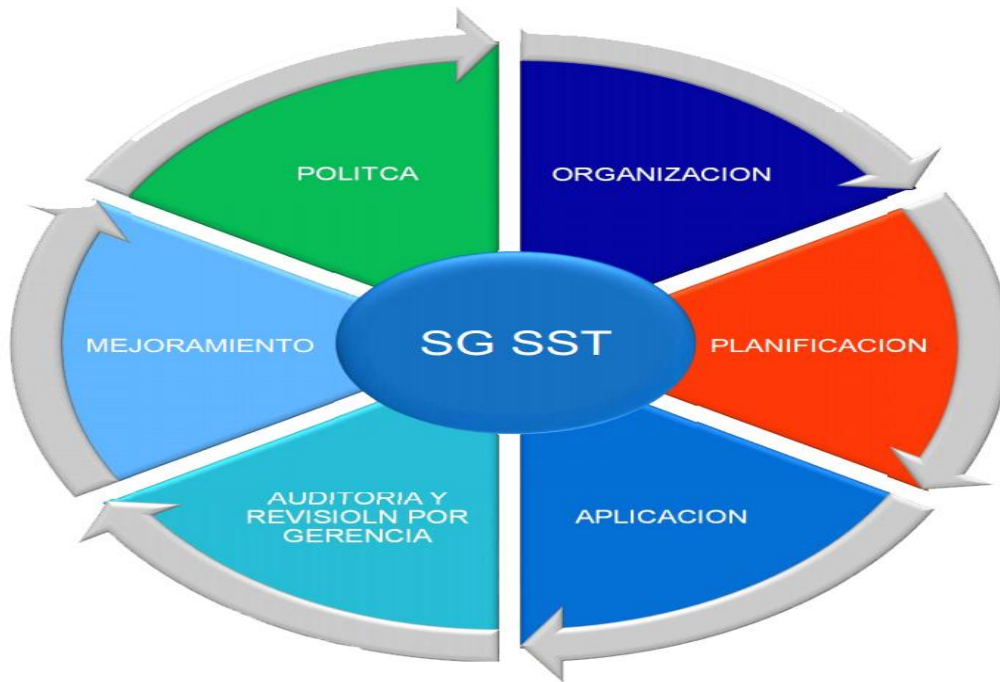 POLITCA
ORGANIZACION
MEJORAMIENTO
SG SST
PLANIFICACION
AUDITORIA Y
REVISIOLN POR
GERENCIA
APLICACION